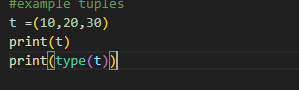 #example tuples
t =(10,20,30)
print(t)
print(type(t))